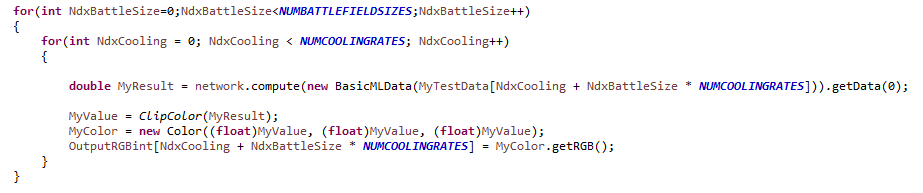 for(int NdxBattleSize=0;NdxBattleSize<NUMBATTLEFIELDSIZES;NdxBattleSize++)
{
for(int NdxCooling = 0; NdxCooling < NUMCOOLINGRATES; NdxCooling++)
{
double MyResult = network.compute(new BasicMLData(MyTestData[NdxCooling + NdxBattleSize * NUMCOOLINGRATES])).getData(0);
MyValue = ClipColor(MyResult);
MyColor = new Color((float)MyValue, (float)MyValue, (float)MyValue);
OutputRGBint[NdxCooling + NdxBattleSize * NUMCOOLINGRATES] = MyColor.getRGB();
}
}